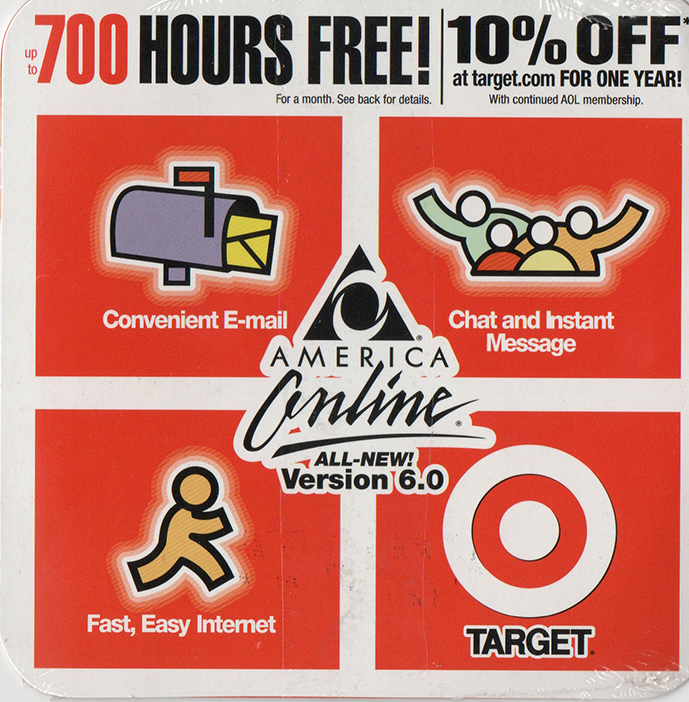 up to 700 HOURS FREE!
For a month. See back for details.
10% OFF*
at target.com FOR ONE YEAR!
With continued AOL membership.
Convenient E-mail
Chat and Instant
Message
AMERICA
Online®
ALL-NEW!
Version 6.0
Fast, Easy Internet
TARGET®